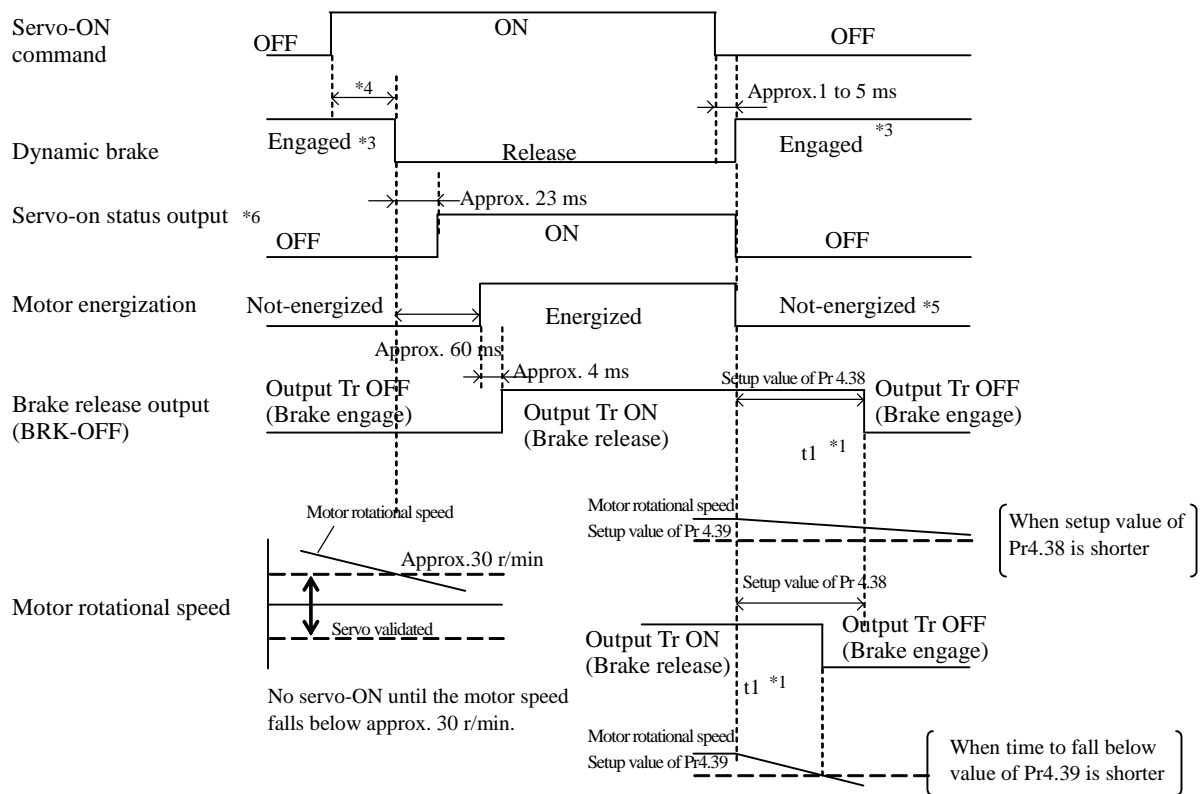 Servo-ON
command
OFF
ON
OFF
*4
Approx.1 to 5 ms
Dynamic brake
Engaged *3
Release
Engaged *3
Approx. 23 ms
Servo-on status output *6
OFF
ON
OFF
Motor energization
Not-energized
Energized
Not-energized *5
Approx. 60 ms
Approx. 4 ms
Brake release output
(BRK-OFF)
Output Tr OFF
(Brake engage)
Output Tr ON
(Brake release)
Setup value of Pr 4.38
t1 *1
Output Tr OFF
(Brake engage)
Motor rotational speed
Setup value of Pr 4.39
When setup value of
Pr4.38 is shorter
Motor rotational speed
Motor rotational speed
Approx.30 r/min
Servo validated
No servo-ON until the motor speed
falls below approx. 30 r/min.
Setup value of Pr 4.38
Output Tr ON
(Brake release)
Output Tr OFF
(Brake engage)
t1 *1
Motor rotational speed
Setup value of Pr4.39
When time to fall below
value of Pr4.39 is shorter